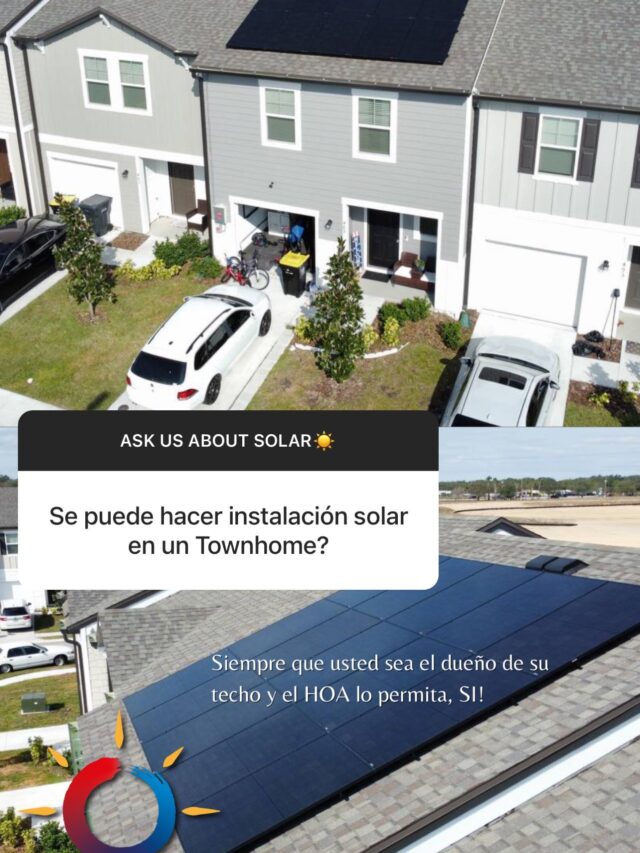 ASK US ABOUT SOLAR☀️
Se puede hacer instalación solar
en un Townhome?
Siempre que usted sea el dueño de su
techo y el HOA lo permita, SI!